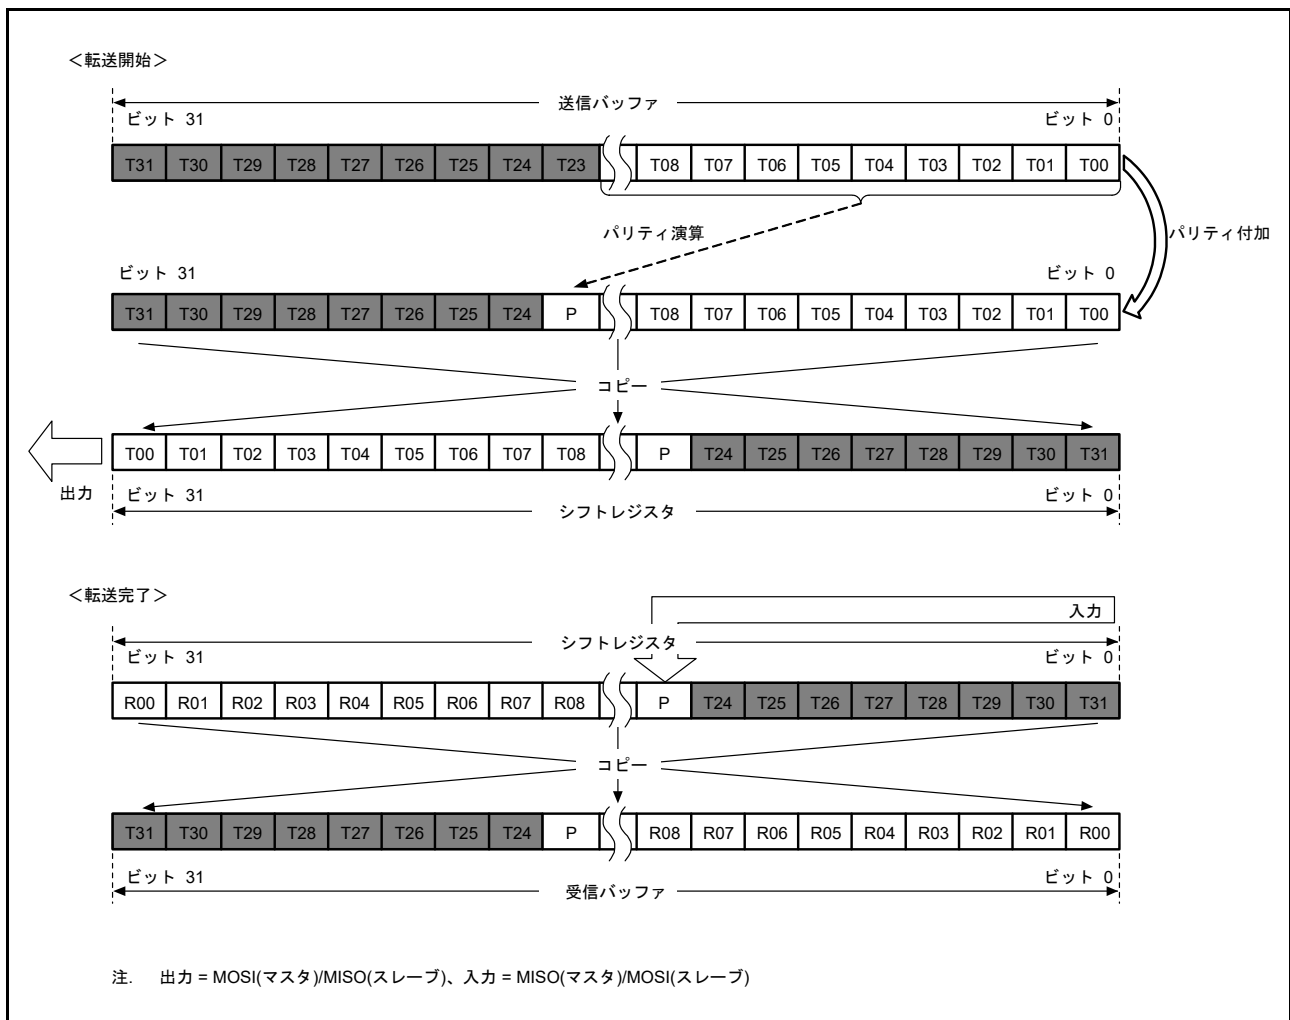 ＜転送開始＞
送信バッファ
ビット 31 ビット 0
T31 T30 T29 T28 T27 T26 T25 T24 T23 T08 T07 T06 T05 T04 T03 T02 T01 T00
パリティ演算 パリティ付加
ビット 31 ビット 0
T31 T30 T29 T28 T27 T26 T25 T24 P T08 T07 T06 T05 T04 T03 T02 T01 T00
コピー
T00 T01 T02 T03 T04 T05 T06 T07 T08 P T24 T25 T26 T27 T28 T29 T30 T31
出力 ビット 31 ビット 0
シフトレジスタ
＜転送完了＞
入力
シフトレジスタ
ビット 31 ビット 0
R00 R01 R02 R03 R04 R05 R06 R07 R08 P T24 T25 T26 T27 T28 T29 T30 T31
コピー
T31 T30 T29 T28 T27 T26 T25 T24 P R08 R07 R06 R05 R04 R03 R02 R01 R00
ビット 31 ビット 0
受信バッファ
注. 出力 = MOSI(マスタ)/MISO(スレーブ)、入力 = MISO(マスタ)/MOSI(スレーブ)